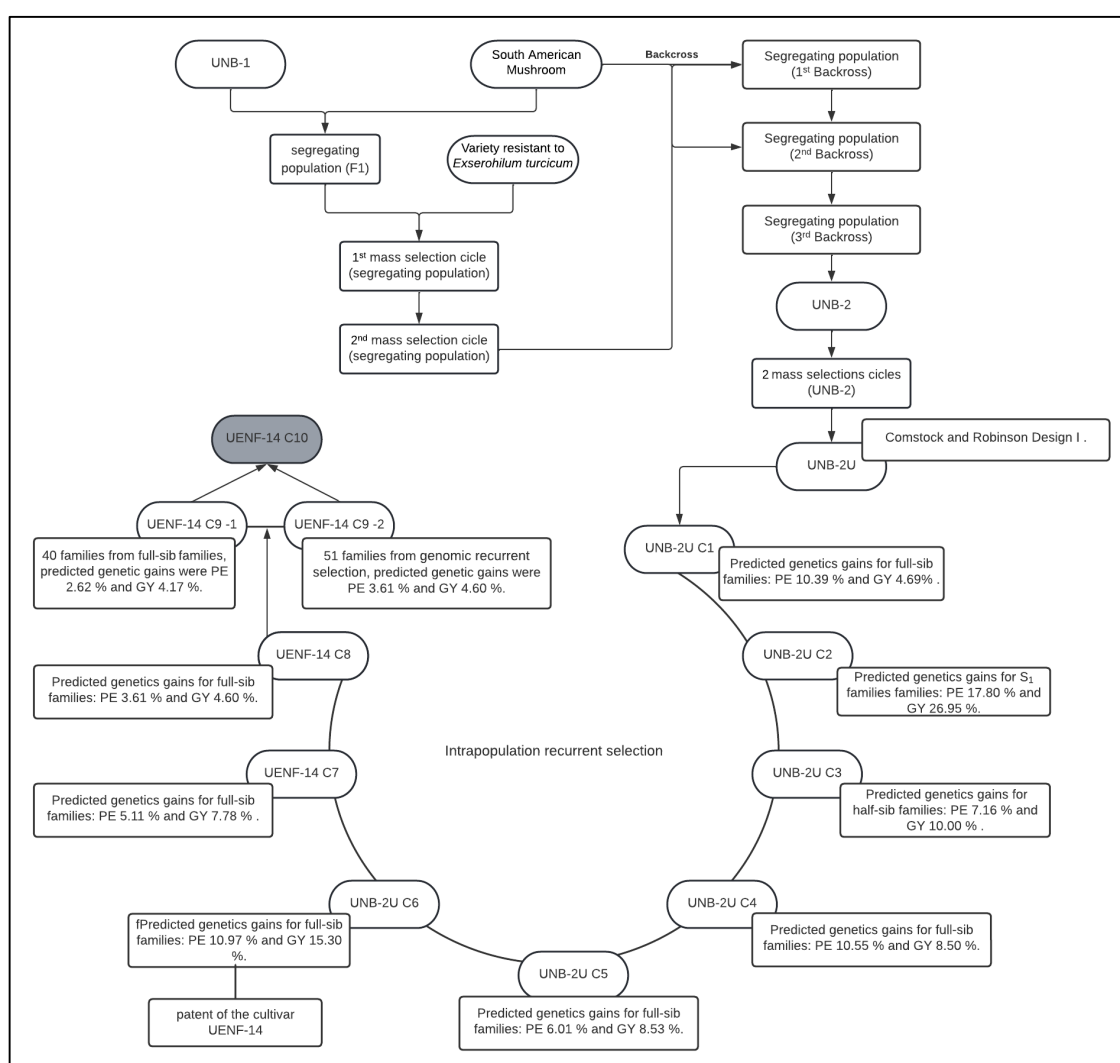 UNB-1
South American
Mushroom
Backcross
Segregating population
(1st Backross)
segregating
population (F1)
Variety resistant to
Exserohilum turcicum
Segregating population
(2nd Backross)
Segregating population
(3rd Backross)
1st mass selection cicle
(segregating population)
2nd mass selection cicle
(segregating population)
UNB-2
2 mass selections cicles
(UNB-2)
UNB-2U
Comstock and Robinson Design I .
UENF-14 C10
UENF-14 C9 -1
UENF-14 C9 -2
40 families from full-sib families,
predicted genetic gains were PE
2.62 % and GY 4.17 %.
51 families from genomic recurrent
selection, predicted genetic gains were
PE 3.61 % and GY 4.60 %.
UNB-2U C1
Predicted genetics gains for full-sib
families: PE 10.39 % and GY 4.69% .
UNB-2U C2
Predicted genetics gains for S1
families families: PE 17.80 % and
GY 26.95 %.
UENF-14 C8
Predicted genetics gains for full-sib
families: PE 3.61 % and GY 4.60 %.
Intrapopulation recurrent selection
UNB-2U C3
Predicted genetics gains for
half-sib families: PE 7.16 % and
GY 10.00 % .
UENF-14 C7
Predicted genetics gains for full-sib
families: PE 5.11 % and GY 7.78 % .
UNB-2U C4
Predicted genetics gains for full-sib
families: PE 10.55 % and GY 8.50 %.
UNB-2U C6
fPredicted genetics gains for full-sib
families: PE 10.97 % and GY 15.30
%.
patent of the cultivar
UENF-14
UNB-2U C5
Predicted genetics gains for full-sib
families: PE 6.01 % and GY 8.53 %.